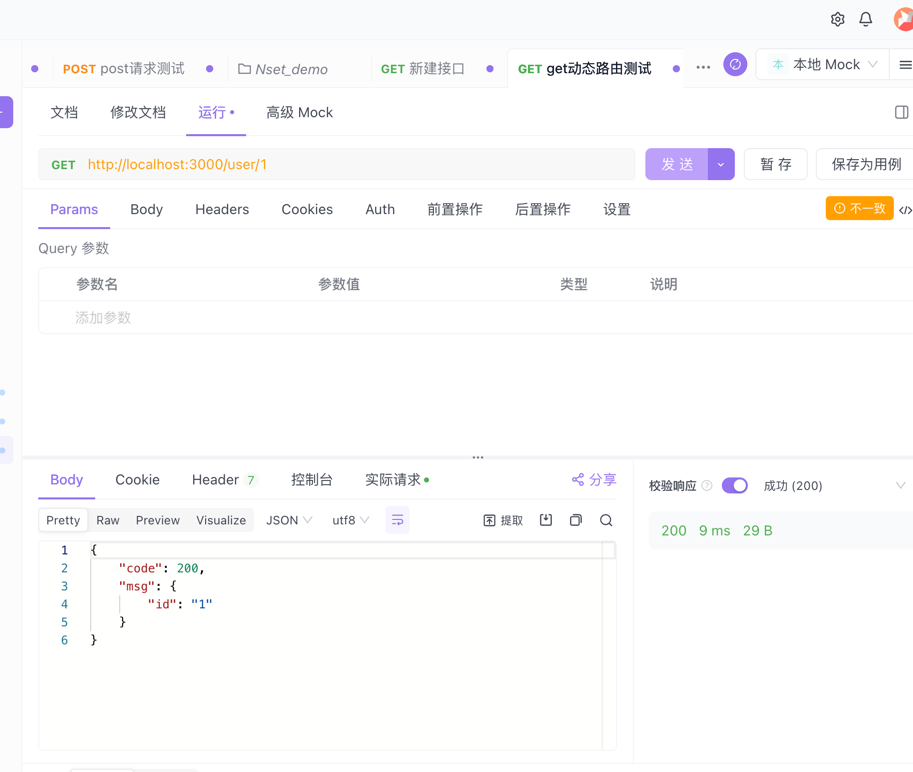 POST post请求测试 Nset_demo GET 新建接口 GET get动态路由测试 本 本地 Mock
文档 修改文档 运行 高级 Mock
GET http://localhost:3000/user/1 发 送 暂 存 保存为用例
Params Body Headers Cookies Auth 前置操作 后置操作 设置 不一致 </>
Query 参数
参数名 参数值 类型 说明
添加参数
Body Cookie Header 7 控制台 实际请求 分享 校验响应 成功 (200)
Pretty Raw Preview Visualize JSON utf8 提取
200 9 ms 29 B
1 {
2 "code": 200,
3 "msg": {
4 "id": "1"
5 }
6 }